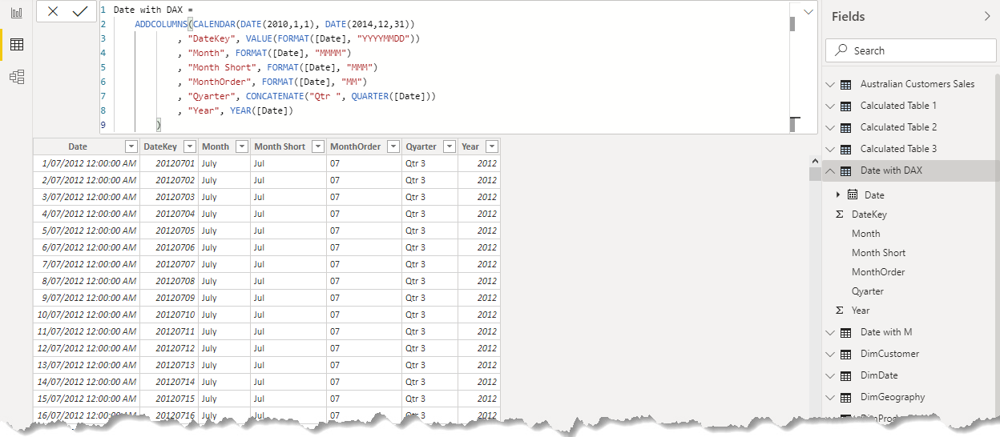 1 Date with DAX =
2 ADDCOLUMNS(CALENDAR(DATE(2010,1,1), DATE(2014,12,31))
3 , "DateKey", VALUE(FORMAT([Date], "YYYYMMDD"))
4 , "Month", FORMAT([Date], "MMMM")
5 , "Month Short", FORMAT([Date], "MMM")
6 , "MonthOrder", FORMAT([Date], "MM")
7 , "Qyarter", CONCATENATE("Qtr ", QUARTER([Date]))
8 , "Year", YEAR([Date])
9 )
Date DateKey Month Month Short MonthOrder Qyarter Year
1/07/2012 12:00:00 AM 20120701 July Jul 07 Qtr 3 2012
2/07/2012 12:00:00 AM 20120702 July Jul 07 Qtr 3 2012
3/07/2012 12:00:00 AM 20120703 July Jul 07 Qtr 3 2012
4/07/2012 12:00:00 AM 20120704 July Jul 07 Qtr 3 2012
5/07/2012 12:00:00 AM 20120705 July Jul 07 Qtr 3 2012
6/07/2012 12:00:00 AM 20120706 July Jul 07 Qtr 3 2012
7/07/2012 12:00:00 AM 20120707 July Jul 07 Qtr 3 2012
8/07/2012 12:00:00 AM 20120708 July Jul 07 Qtr 3 2012
9/07/2012 12:00:00 AM 20120709 July Jul 07 Qtr 3 2012
10/07/2012 12:00:00 AM 20120710 July Jul 07 Qtr 3 2012
11/07/2012 12:00:00 AM 20120711 July Jul 07 Qtr 3 2012
12/07/2012 12:00:00 AM 20120712 July Jul 07 Qtr 3 2012
13/07/2012 12:00:00 AM 20120713 July Jul 07 Qtr 3 2012
14/07/2012 12:00:00 AM 20120714 July Jul 07 Qtr 3 2012
15/07/2012 12:00:00 AM 20120715 July Jul 07 Qtr 3 2012
16/07/2012 12:00:00 AM 20120716 July Jul 07 Qtr 3 2012
Fields
Search
Australian Customers Sales
Calculated Table 1
Calculated Table 2
Calculated Table 3
Date with DAX
Date
DateKey
Month
Month Short
MonthOrder
Qyarter
Year
Date with M
DimCustomer
DimDate
DimGeography